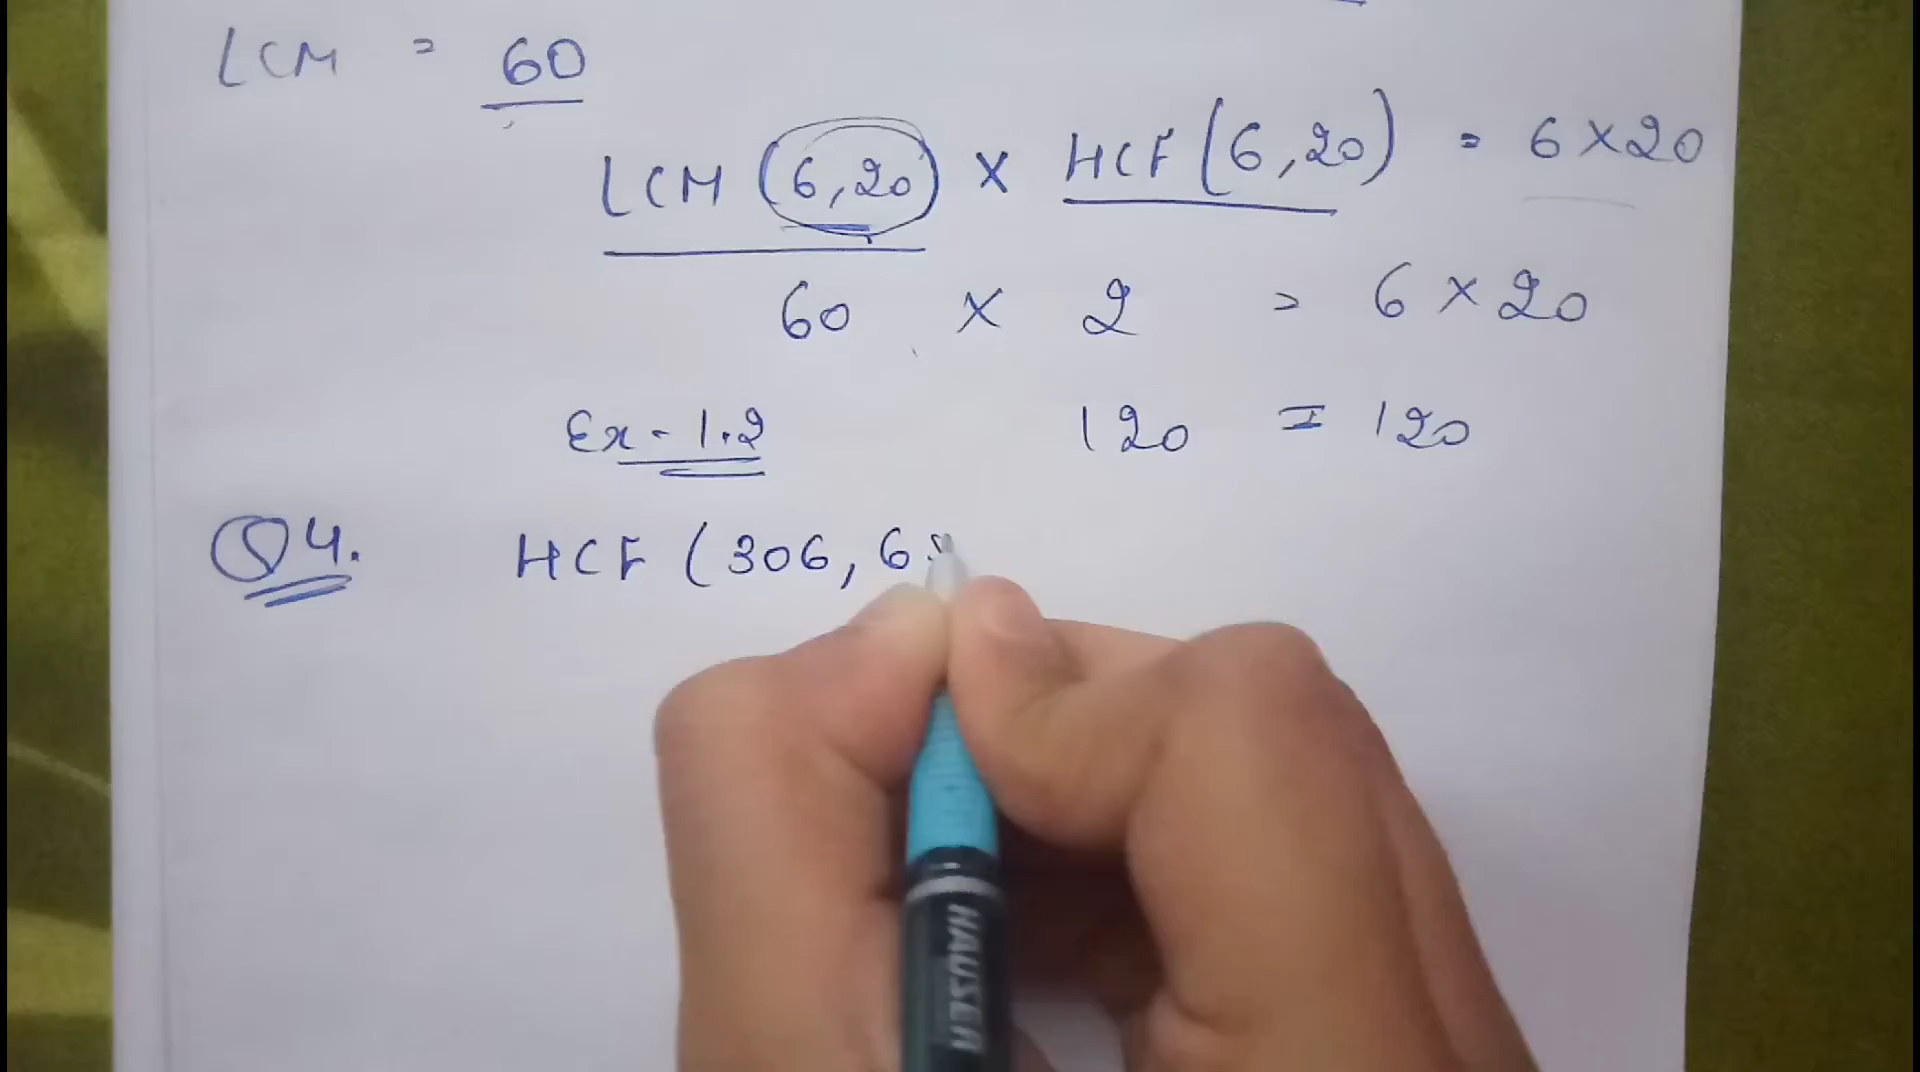 LCM = 60
LCM (6,20) × HCF (6,20) = 6×20
60 × 2 = 6×20
Ex-1.2 120 = 120
Q4. HCF (306, 6
HAUSER